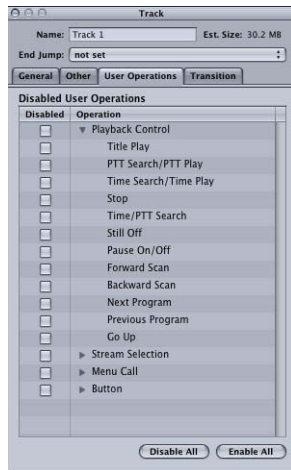 Track
Name: Track 1 Est. Size: 30.2 MB
End Jump: not set
General Other User Operations Transition
Disabled User Operations
Disabled Operation
Playback Control
Title Play
PTT Search/PTT Play
Time Search/Time Play
Stop
Time/PTT Search
Still Off
Pause On/Off
Forward Scan
Backward Scan
Next Program
Previous Program
Go Up
Stream Selection
Menu Call
Button
Disable All Enable All